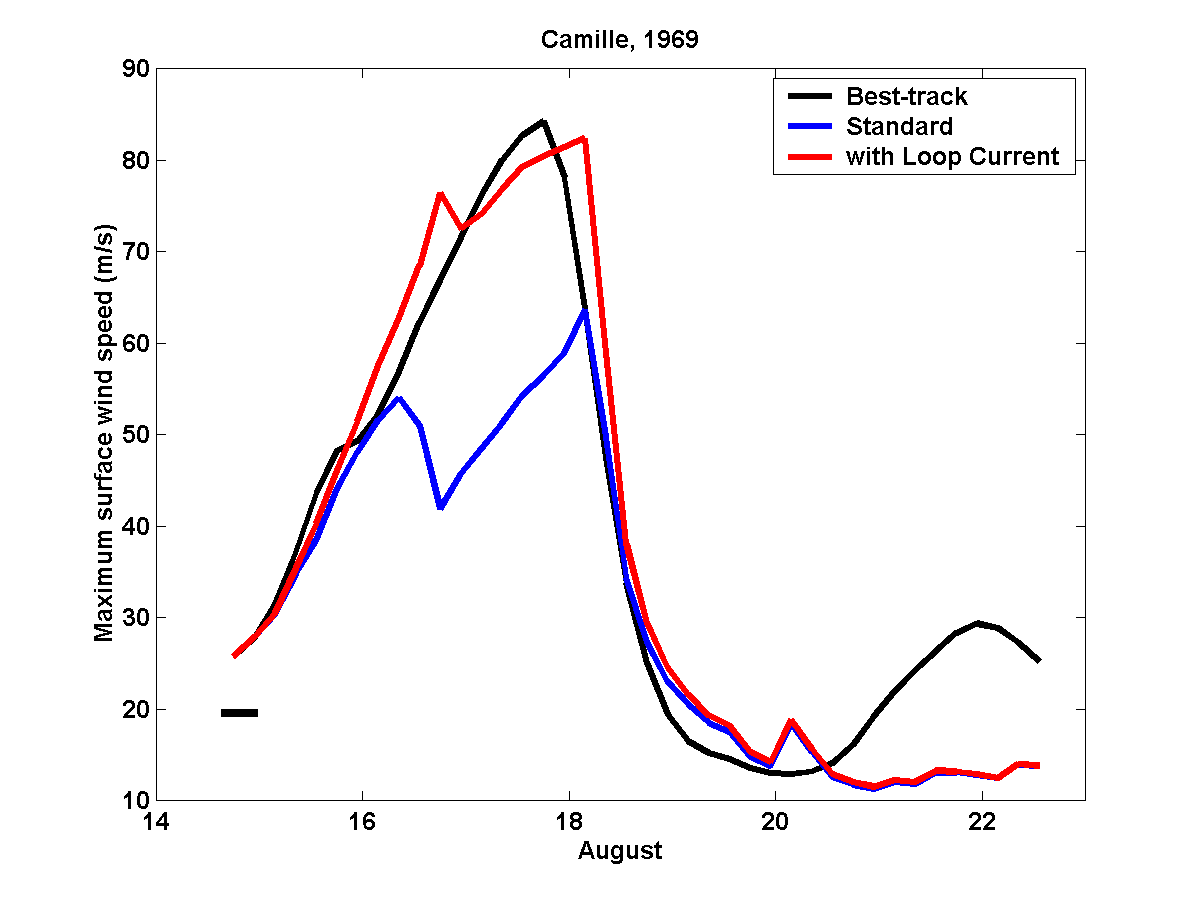 Camille, 1969
90
80
70
60
50
40
30
20
10
Maximum surface wind speed (m/s)
Best-track
Standard
with Loop Current
14 16 18 20 22
August